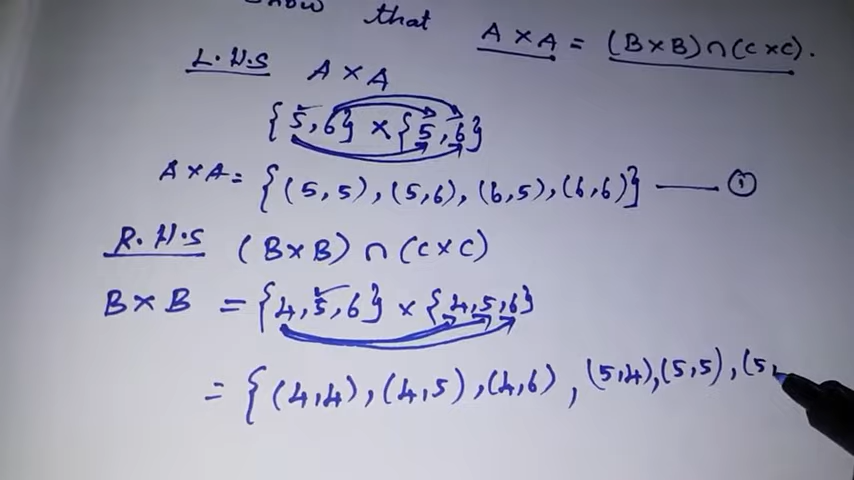 Show that A × A = (B×B)∩(C×C).
L.H.S A × A
{5,6} × {5,6}
A×A = {(5,5),(5,6),(6,5),(6,6)} —— ①
R.H.S (B×B) ∩ (C×C)
B×B = {4,5,6} × {4,5,6}
= {(4,4),(4,5),(4,6),(5,4),(5,5),(5,